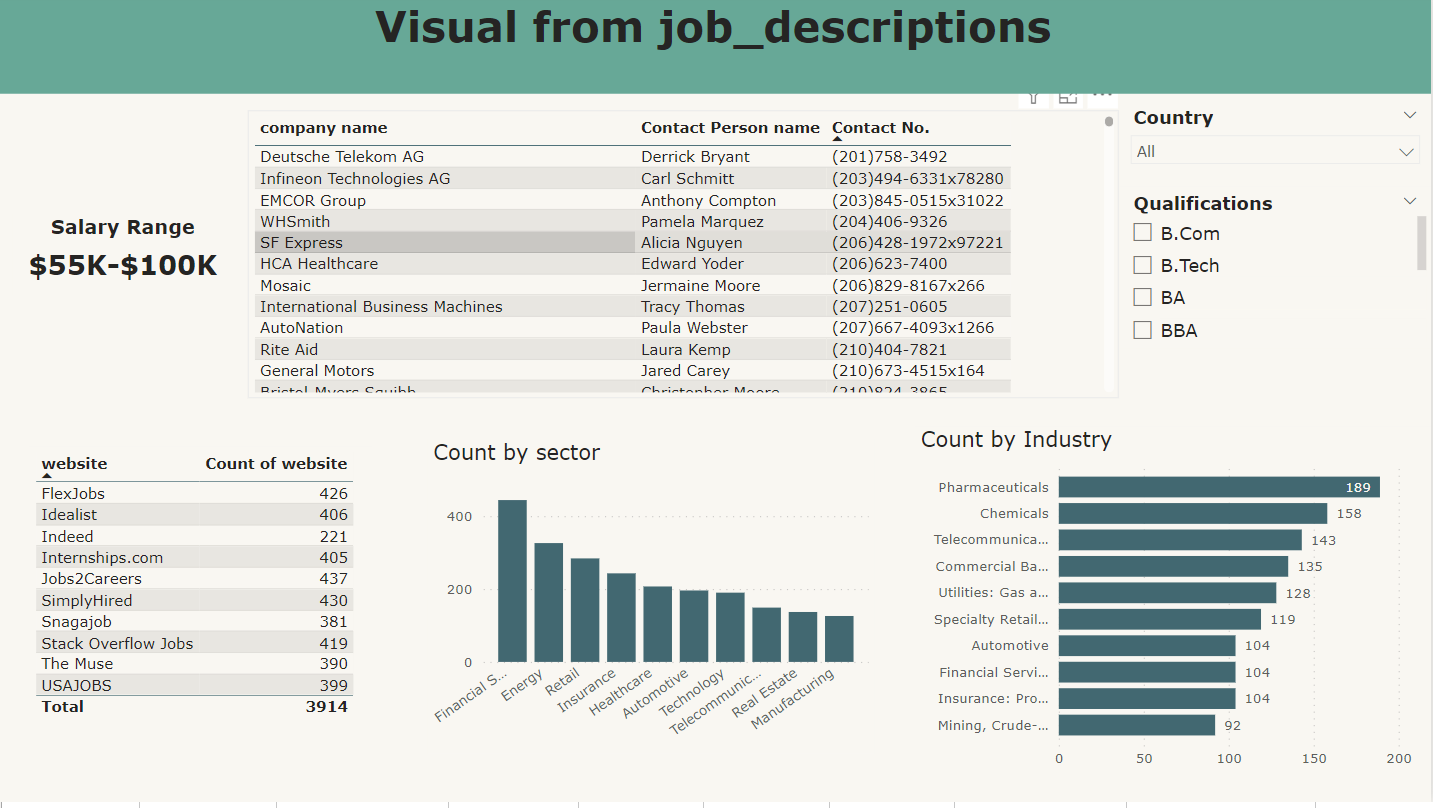 Visual from job_descriptions
company name Contact Person name Contact No.
Deutsche Telekom AG Derrick Bryant (201)758-3492
Infineon Technologies AG Carl Schmitt (203)494-6331x78280
EMCOR Group Anthony Compton (203)845-0515x31022
WHSmith Pamela Marquez (204)406-9326
SF Express Alicia Nguyen (206)428-1972x97221
HCA Healthcare Edward Yoder (206)623-7400
Mosaic Jermaine Moore (206)829-8167x266
International Business Machines Tracy Thomas (207)251-0605
AutoNation Paula Webster (207)667-4093x1266
Rite Aid Laura Kemp (210)404-7821
General Motors Jared Carey (210)673-4515x164
Bristol-Myers Squibb Christopher Moore (210)824-3865
Salary Range
$55K-$100K
Country
All
Qualifications
B.Com
B.Tech
BA
BBA
website Count of website
FlexJobs 426
Idealist 406
Indeed 221
Internships.com 405
Jobs2Careers 437
SimplyHired 430
Snagajob 381
Stack Overflow Jobs 419
The Muse 390
USAJOBS 399
Total 3914
Count by sector
400
200
0
Financial S...
Energy
Retail
Insurance
Healthcare
Automotive
Technology
Telecommunic...
Real Estate
Manufacturing
Count by Industry
Pharmaceuticals 189
Chemicals 158
Telecommunica... 143
Commercial Ba... 135
Utilities: Gas a... 128
Specialty Retail... 119
Automotive 104
Financial Servi... 104
Insurance: Pro... 104
Mining, Crude-... 92
0 50 100 150 200